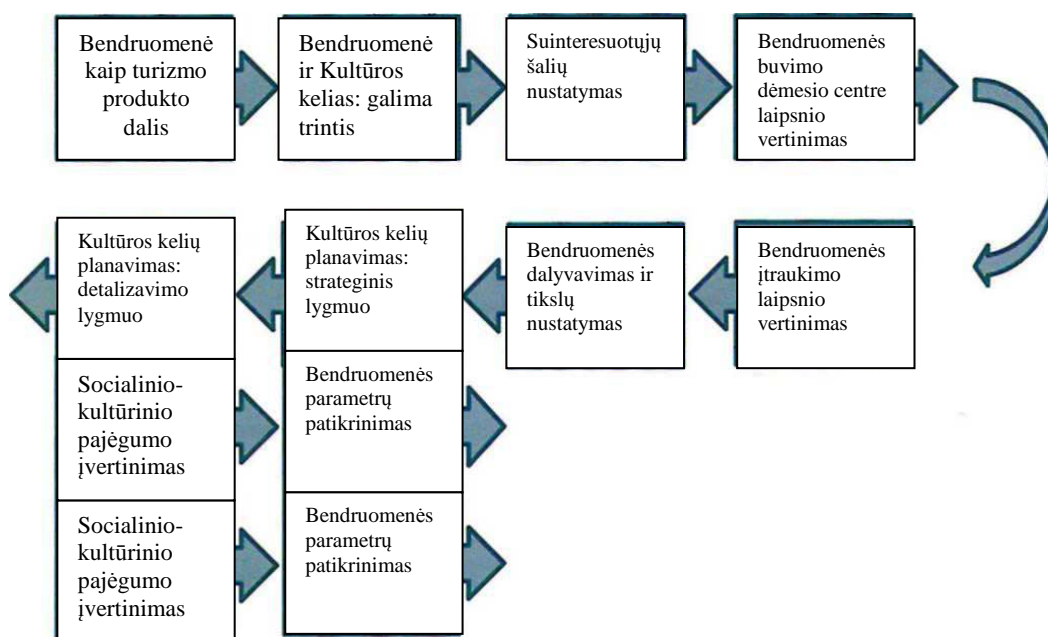 Bendruomenė
kaip turizmo
produkto
dalis
Bendruomenė
ir Kultūros
kelias: galima
trintis
Suinteresuotųjų
šalių
nustatymas
Bendruomenės
buvimo
dėmesio centre
laipsnio
vertinimas
Kultūros kelių
planavimas:
detalizavimo
lygmuo
Kultūros kelių
planavimas:
strateginis
lygmuo
Bendruomenės
dalyvavimas ir
tikslų
nustatymas
Bendruomenės
įtraukimo
laipsnio
vertinimas
Socialinio-
kultūrinio
pajėgumo
įvertinimas
Bendruomenės
parametrų
patikrinimas
Socialinio-
kultūrinio
pajėgumo
įvertinimas
Bendruomenės
parametrų
patikrinimas